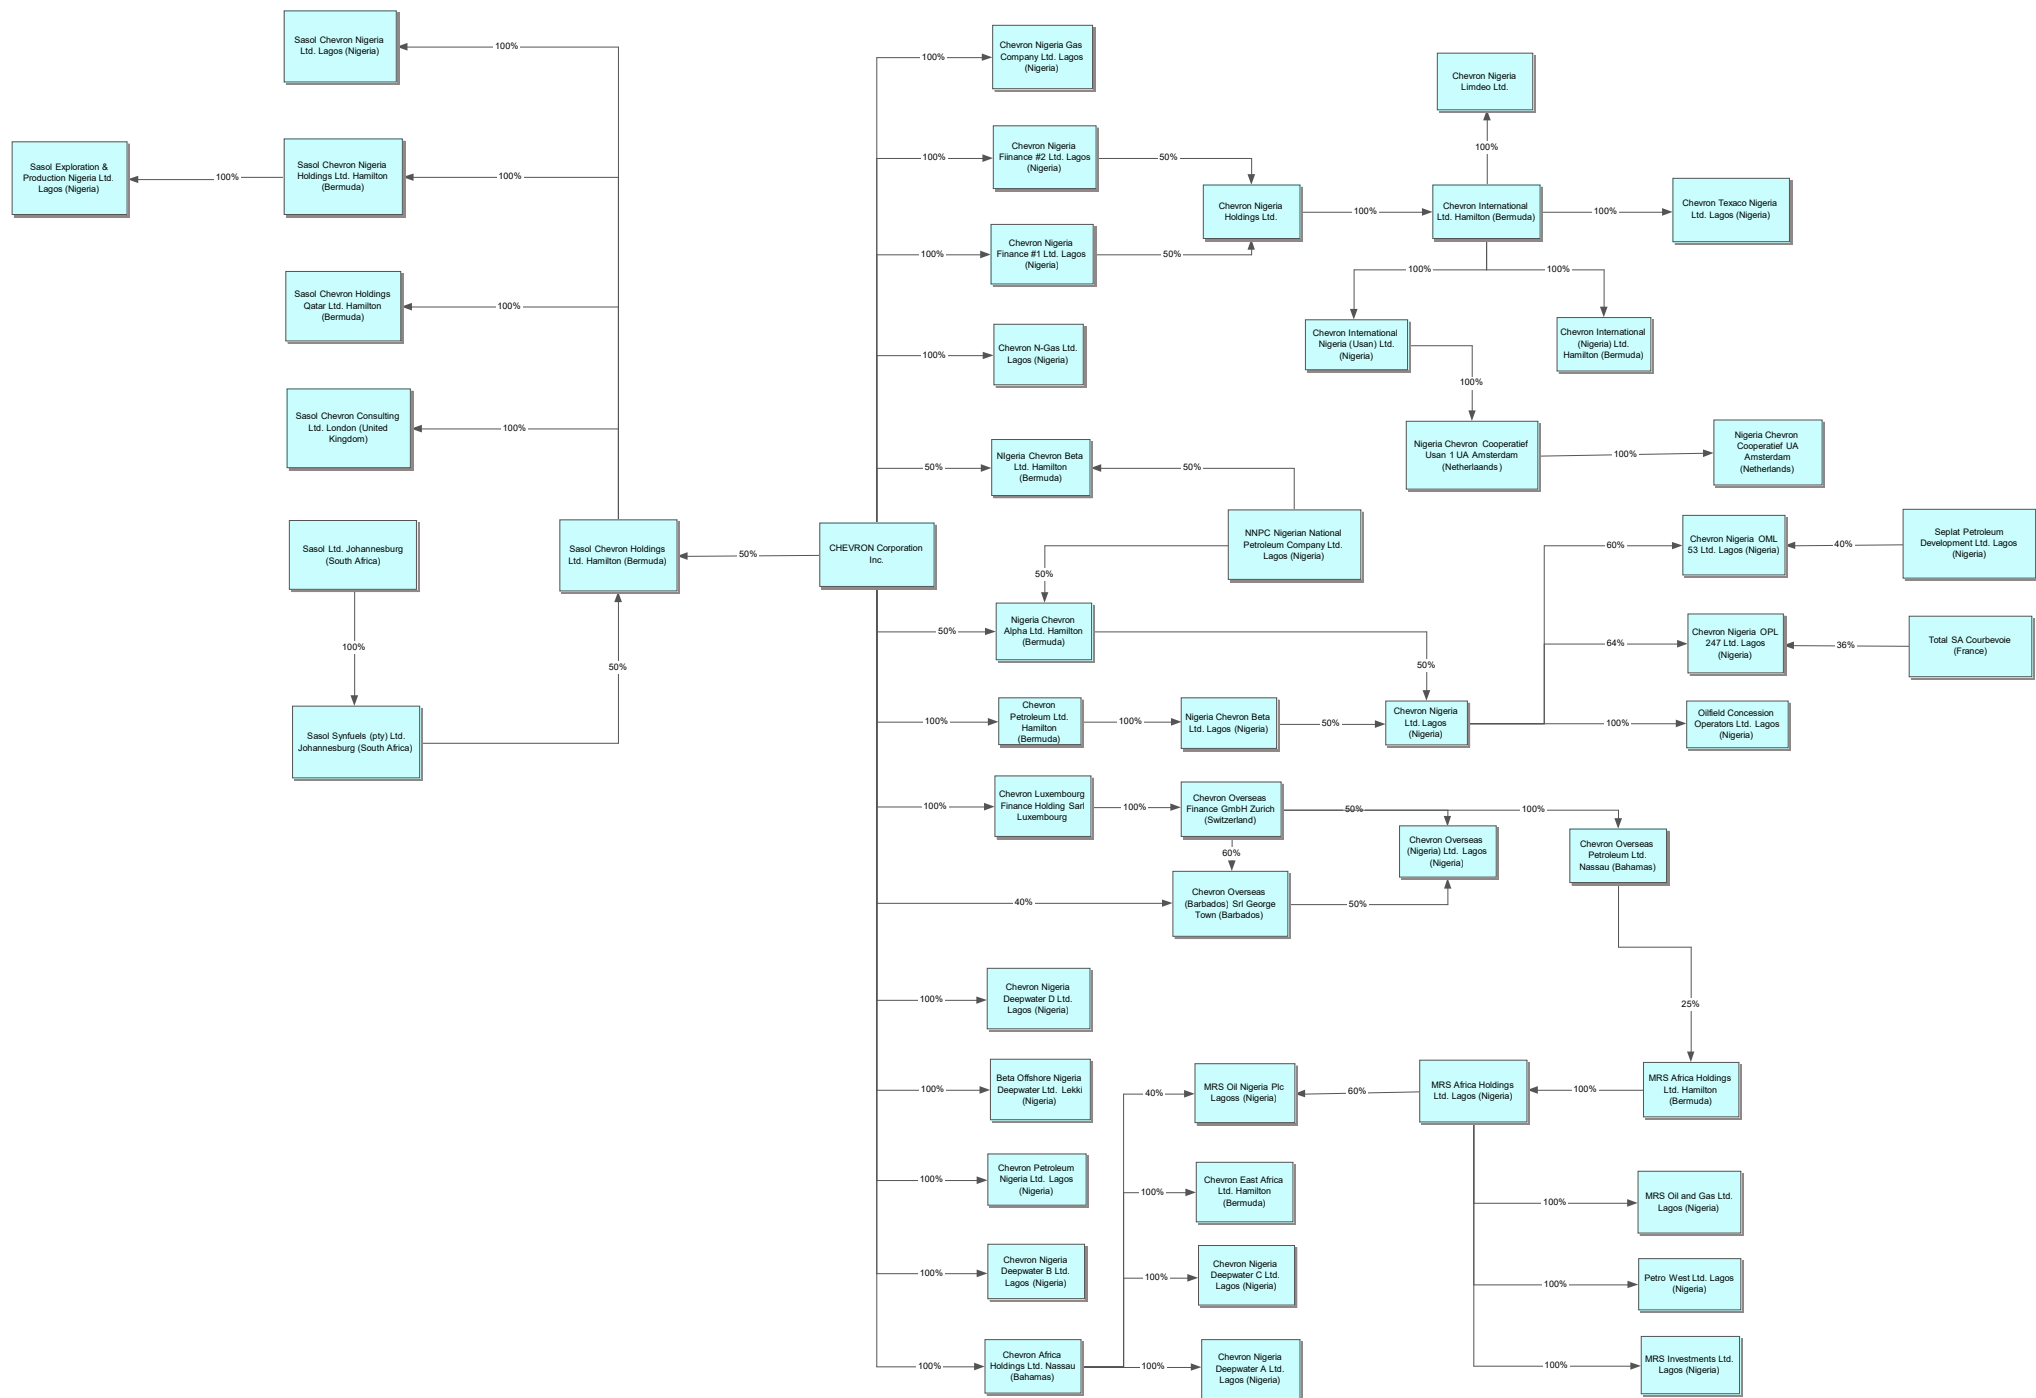 Sasol Chevron Nigeria
Ltd. Lagos (Nigeria)
100%
Sasol Exploration &
Production Nigeria Ltd.
Lagos (Nigeria)
100%
Sasol Chevron Nigeria
Holdings Ltd. Hamilton
(Bermuda)
100%
Sasol Chevron Holdings
Qatar Ltd. Hamilton
(Bermuda)
100%
Sasol Chevron Consulting
Ltd. London (United
Kingdom)
100%
Sasol Ltd. Johannesburg
(South Africa)
100%
Sasol Synfuels (pty) Ltd.
Johannesburg (South Africa)
50%
Sasol Chevron Holdings
Ltd. Hamilton (Bermuda)
50%
CHEVRON Corporation
Inc.
100%
Chevron Nigeria Gas
Company Ltd. Lagos
(Nigeria)
100%
Chevron Nigeria
Fiinance #2 Ltd. Lagos
(Nigeria)
50%
100%
Chevron Nigeria
Finance #1 Ltd. Lagos
(Nigeria)
50%
Chevron Nigeria
Holdings Ltd.
100%
Chevron International
Ltd. Hamilton (Bermuda)
100%
Chevron Nigeria
Limdeo Ltd.
100%
Chevron Texaco Nigeria
Ltd. Lagos (Nigeria)
100%
100%
Chevron International
Nigeria (Usan) Ltd.
(Nigeria)
Chevron International
(Nigeria) Ltd.
Hamilton (Bermuda)
100%
Nigeria Chevron Cooperatief
Usan 1 UA Amsterdam
(Netherlaands)
100%
Nigeria Chevron
Cooperatief UA
Amsterdam
(Netherlands)
100%
Chevron N-Gas Ltd.
Lagos (Nigeria)
50%
NIgeria Chevron Beta
Ltd. Hamilton
(Bermuda)
50%
NNPC Nigerian National
Petroleum Company Ltd.
Lagos (Nigeria)
50%
50%
Nigeria Chevron
Alpha Ltd. Hamilton
(Bermuda)
50%
100%
Chevron
Petroleum Ltd.
Hamilton
(Bermuda)
100%
Nigeria Chevron Beta
Ltd. Lagos (Nigeria)
50%
Chevron Nigeria
Ltd. Lagos
(Nigeria)
60%
Chevron Nigeria OML
53 Ltd. Lagos (Nigeria)
40%
Seplat Petroleum
Development Ltd. Lagos
(Nigeria)
64%
Chevron Nigeria OPL
247 Ltd. Lagos
(Nigeria)
36%
Total SA Courbevoie
(France)
100%
Oilfield Concession
Operators Ltd. Lagos
(Nigeria)
100%
Chevron Luxembourg
Finance Holding Sarl
Luxembourg
100%
Chevron Overseas
Finance GmbH Zurich
(Switzerland)
50%
100%
60%
Chevron Overseas
(Nigeria) Ltd. Lagos
(Nigeria)
Chevron Overseas
Petroleum Ltd.
Nassau (Bahamas)
40%
Chevron Overseas
(Barbados) Srl George
Town (Barbados)
50%
25%
100%
Chevron Nigeria
Deepwater D Ltd.
Lagos (Nigeria)
100%
Beta Offshore Nigeria
Deepwater Ltd. Lekki
(Nigeria)
40%
MRS Oil Nigeria Plc
Lagoss (Nigeria)
60%
MRS Africa Holdings
Ltd. Lagos (Nigeria)
100%
MRS Africa Holdings
Ltd. Hamilton
(Bermuda)
100%
Chevron Petroleum
Nigeria Ltd. Lagos
(Nigeria)
100%
Chevron East Africa
Ltd. Hamilton
(Bermuda)
100%
MRS Oil and Gas Ltd.
Lagos (Nigeria)
100%
Chevron Nigeria
Deepwater B Ltd.
Lagos (Nigeria)
100%
Chevron Nigeria
Deepwater C Ltd.
Lagos (Nigeria)
100%
Petro West Ltd. Lagos
(Nigeria)
100%
Chevron Africa
Holdings Ltd. Nassau
(Bahamas)
100%
Chevron Nigeria
Deepwater A Ltd.
Lagos (Nigeria)
100%
MRS Investments Ltd.
Lagos (Nigeria)